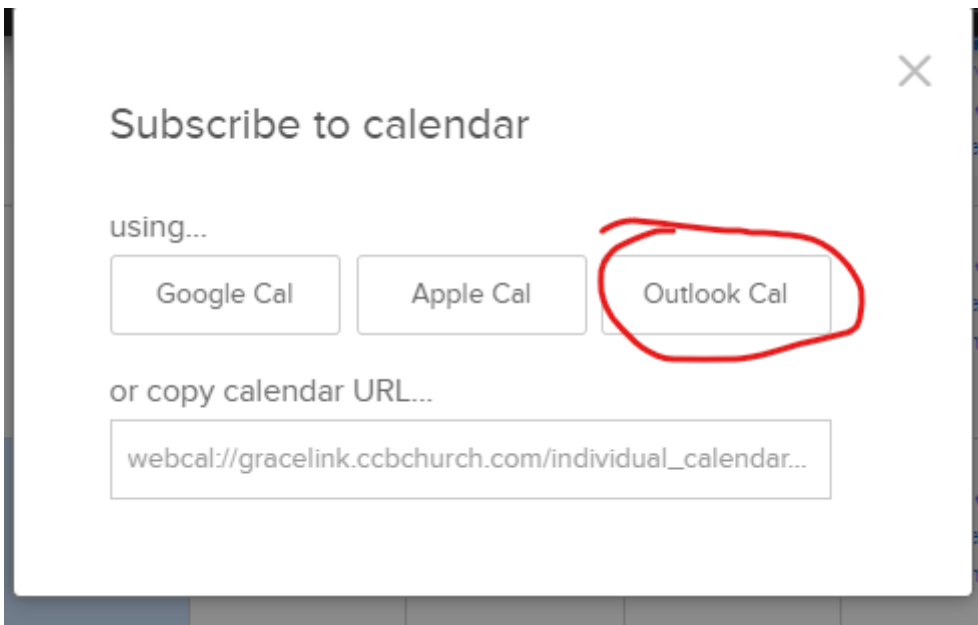 Subscribe to calendar
using...
Google Cal Apple Cal Outlook Cal
or copy calendar URL...
webcal://gracelink.ccbchurch.com/individual_calendar...